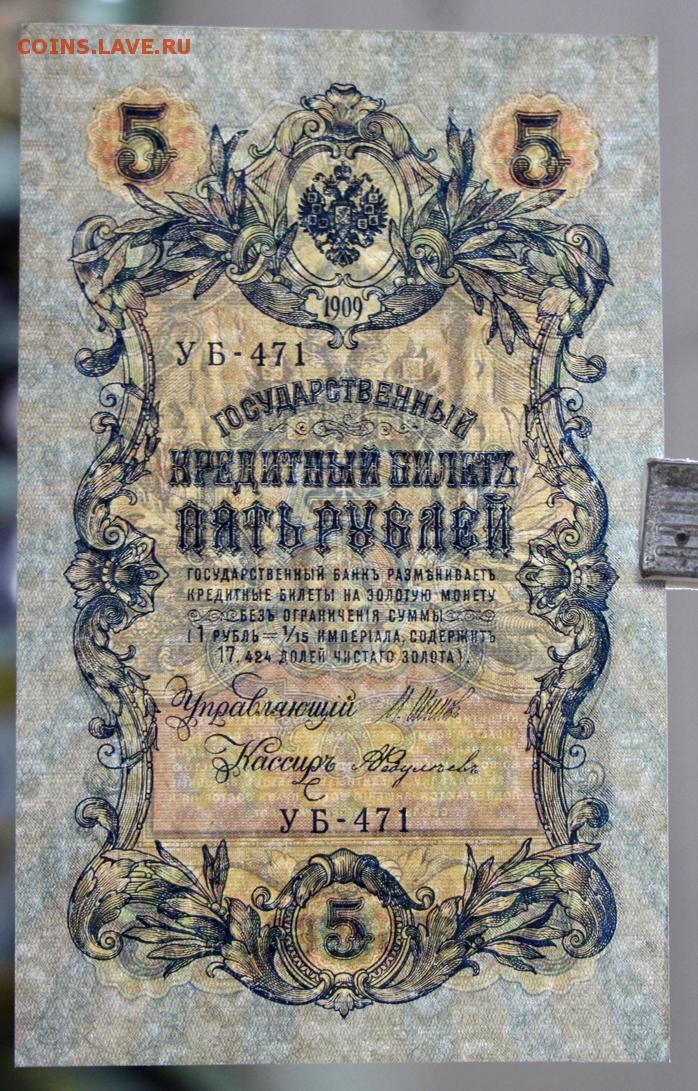 COINS.LAVE.RU
5 5
1909
УБ-471
ГОСУДАРСТВЕННЫЙ
КРЕДИТНЫЙ БИЛЕТЪ
ПЯТЬ РУБЛЕЙ
ГОСУДАРСТВЕННЫЙ БАНКЪ РАЗМѢНИВАЕТЪ
КРЕДИТНЫЕ БИЛЕТЫ НА ЗОЛОТУЮ МОНЕТУ
БЕЗЪ ОГРАНИЧЕНІЯ СУММЫ
(1 РУБЛЬ = 1/15 ИМПЕРІАЛА, СОДЕРЖИТЪ
17,424 ДОЛЕЙ ЧИСТАГО ЗОЛОТА).
Управляющій И. Шипов
Кассиръ
УБ-471
5